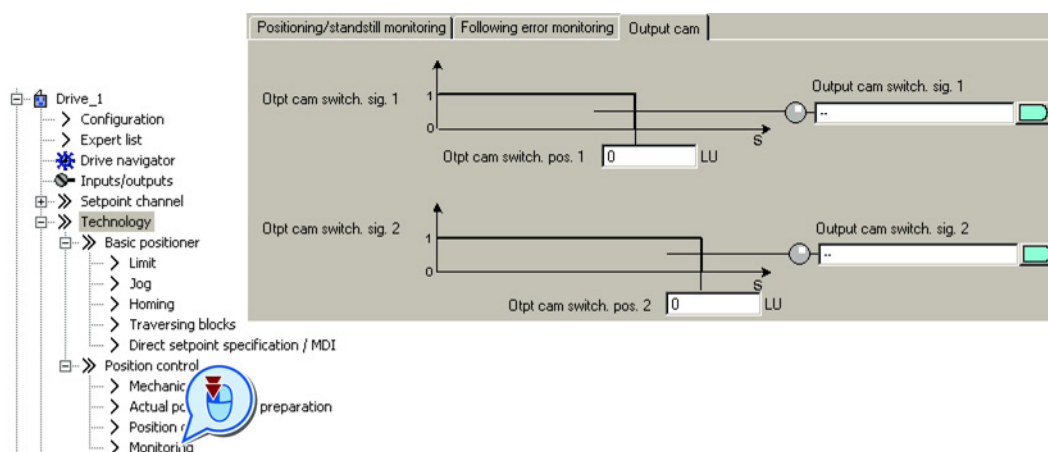 Positioning/standstill monitoring Following error monitoring Output cam
Otpt cam switch. sig. 1
1
0
S
Otpt cam switch. pos. 1 0 LU
Output cam switch. sig. 1
--
Otpt cam switch. sig. 2
1
0
S
Otpt cam switch. pos. 2 0 LU
Output cam switch. sig. 2
--
Drive_1
Configuration
Expert list
Drive navigator
Inputs/outputs
Setpoint channel
Technology
Basic positioner
Limit
Jog
Homing
Traversing blocks
Direct setpoint specification / MDI
Position control
Mechanic
Actual po preparation
Position
Monitoring